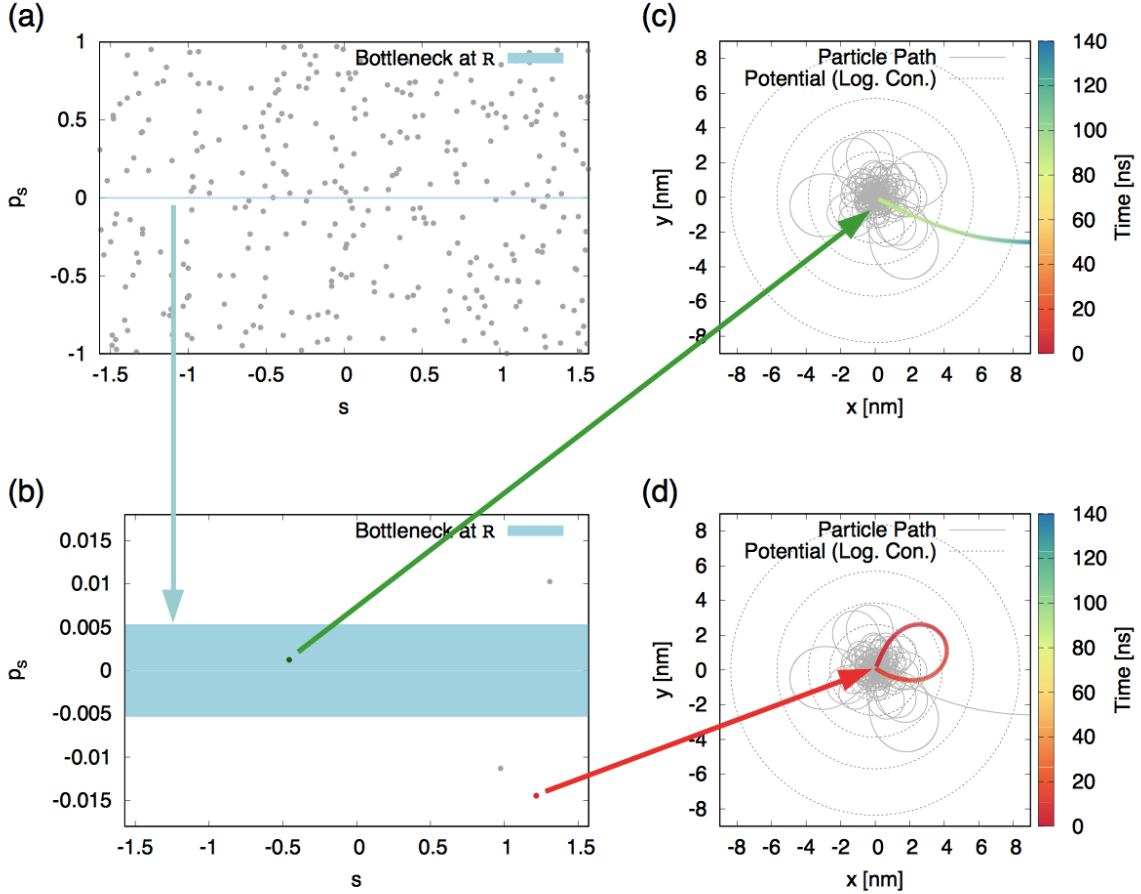 (a)
1
0.5
0
-0.5
-1
p_s
Bottleneck at R
-1.5 -1 -0.5 0 0.5 1 1.5
s
(c)
8
6
4
2
0
-2
-4
-6
-8
y [nm]
Particle Path
Potential (Log. Con.)
-8 -6 -4 -2 0 2 4 6 8
x [nm]
140
120
100
80
60
40
20
0
Time [ns]
(b)
0.015
0.01
0.005
0
-0.005
-0.01
-0.015
p_s
Bottleneck at R
-1.5 -1 -0.5 0 0.5 1 1.5
s
(d)
8
6
4
2
0
-2
-4
-6
-8
y [nm]
Particle Path
Potential (Log. Con.)
-8 -6 -4 -2 0 2 4 6 8
x [nm]
140
120
100
80
60
40
20
0
Time [ns]